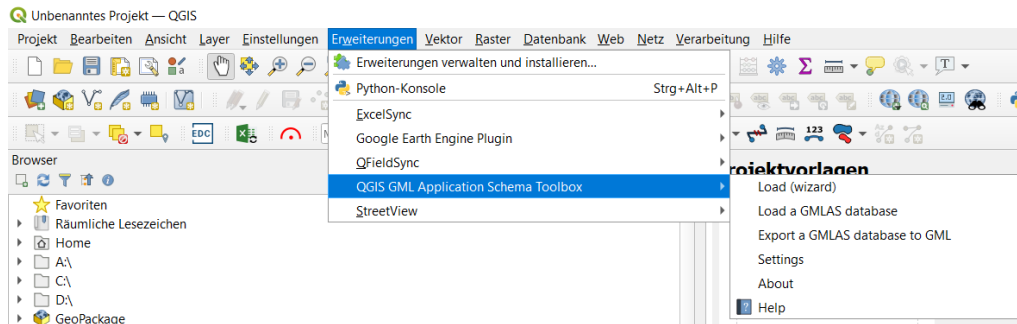 Unbenanntes Projekt — QGIS
Projekt Bearbeiten Ansicht Layer Einstellungen Erweiterungen Vektor Raster Datenbank Web Netz Verarbeitung Hilfe
Erweiterungen verwalten und installieren...
Python-Konsole Strg+Alt+P
ExcelSync
EDC
123
Google Earth Engine Plugin
Browser
QFieldSync
rojektvorlagen
QGIS GML Application Schema Toolbox
Load (wizard)
Favoriten
StreetView
Load a GMLAS database
Räumliche Lesezeichen
Export a GMLAS database to GML
Home
A:\
Settings
C:\
About
D:\
Help
GeoPackage